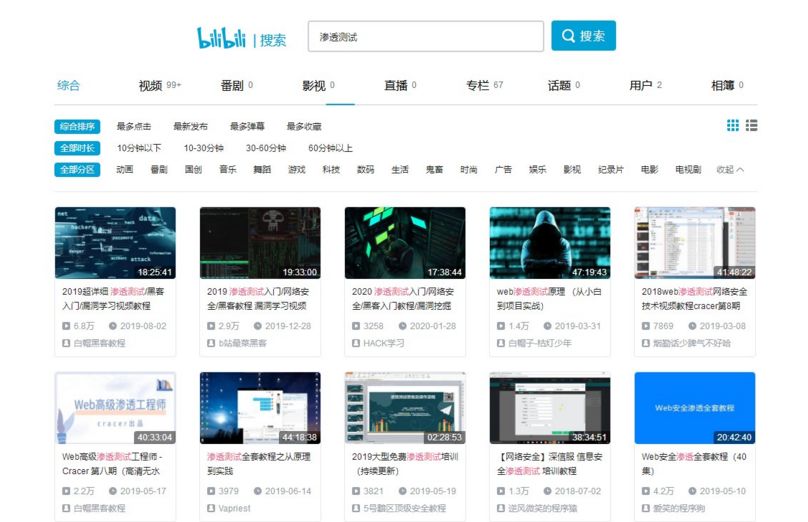 bilibili | 搜索
渗透测试
搜索
综合 视频 99+ 番剧 0 影视 0 直播 0 专栏 67 话题 0 用户 2 相簿 0
综合排序 最多点击 最新发布 最多弹幕 最多收藏
全部时长 10分钟以下 10-30分钟 30-60分钟 60分钟以上
全部分区 动画 番剧 国创 音乐 舞蹈 游戏 科技 数码 生活 鬼畜 时尚 广告 娱乐 影视 纪录片 电影 电视剧 收起
18:25:41
2019超详细 渗透测试/黑客
入门/漏洞学习视频教程
6.8万 2019-08-02
白帽黑客教程
19:33:00
2019 渗透测试入门/网络安
全/黑客教程 漏洞学习视频
2.9万 2019-12-28
b站最菜黑客
17:38:44
2020 渗透测试入门/网络安
全/黑客入门教程/漏洞挖掘
3258 2020-01-28
HACK学习
47:19:43
web渗透测试原理 （从小白
到项目实战）
1.4万 2019-03-31
白帽子-桔灯少年
41:48:22
2018web渗透测试网络安全
技术视频教程cracer第8期
7869 2019-03-08
烟勘话少脾气不好哈
Web高级渗透工程师
cracer出品
40:33:04
Web高级渗透测试工程师 -
Cracer 第八期（高清无水
2.2万 2019-05-17
白帽黑客教程
44:18:38
渗透测试全套教程之从原理
到实践
3979 2019-06-14
Vapriest
02:28:53
2019大型免费渗透测试培训
（持续更新）
3821 2019-05-19
5号黯区顶级安全教程
38:34:51
【网络安全】深信服 信息安
全渗透测试 培训教程
1.3万 2018-07-02
逆风微笑的程序猿
Web安全渗透全套教程
20:42:40
Web安全渗透全套教程（40
集）
4.2万 2019-05-10
爱笑的程序狗